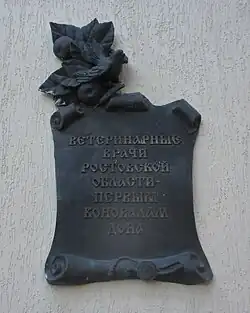 ВЕТЕРИНАРНЫЕ
ВРАЧИ
РОСТОВСКОЙ
ОБЛАСТИ-
ПЕРВЫМ
КОНОВАЛАМ
ДОНА